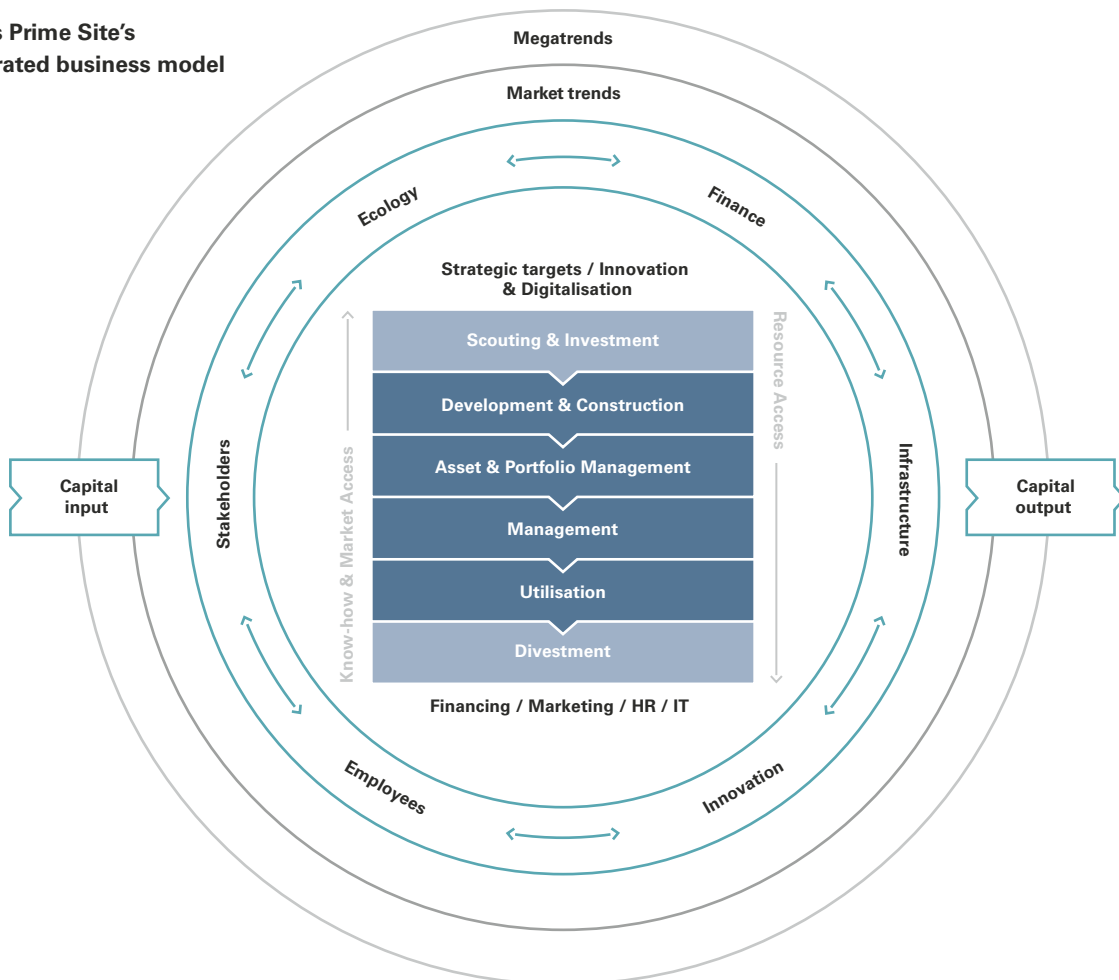 s Prime Site’s
rated business model
Megatrends
Market trends
Ecology
Finance
Strategic targets / Innovation
& Digitalisation
Scouting & Investment
Development & Construction
Asset & Portfolio Management
Management
Utilisation
Divestment
Know-how & Market Access
Resource Access
Financing / Marketing / HR / IT
Stakeholders
Infrastructure
Capital
input
Capital
output
Employees
Innovation